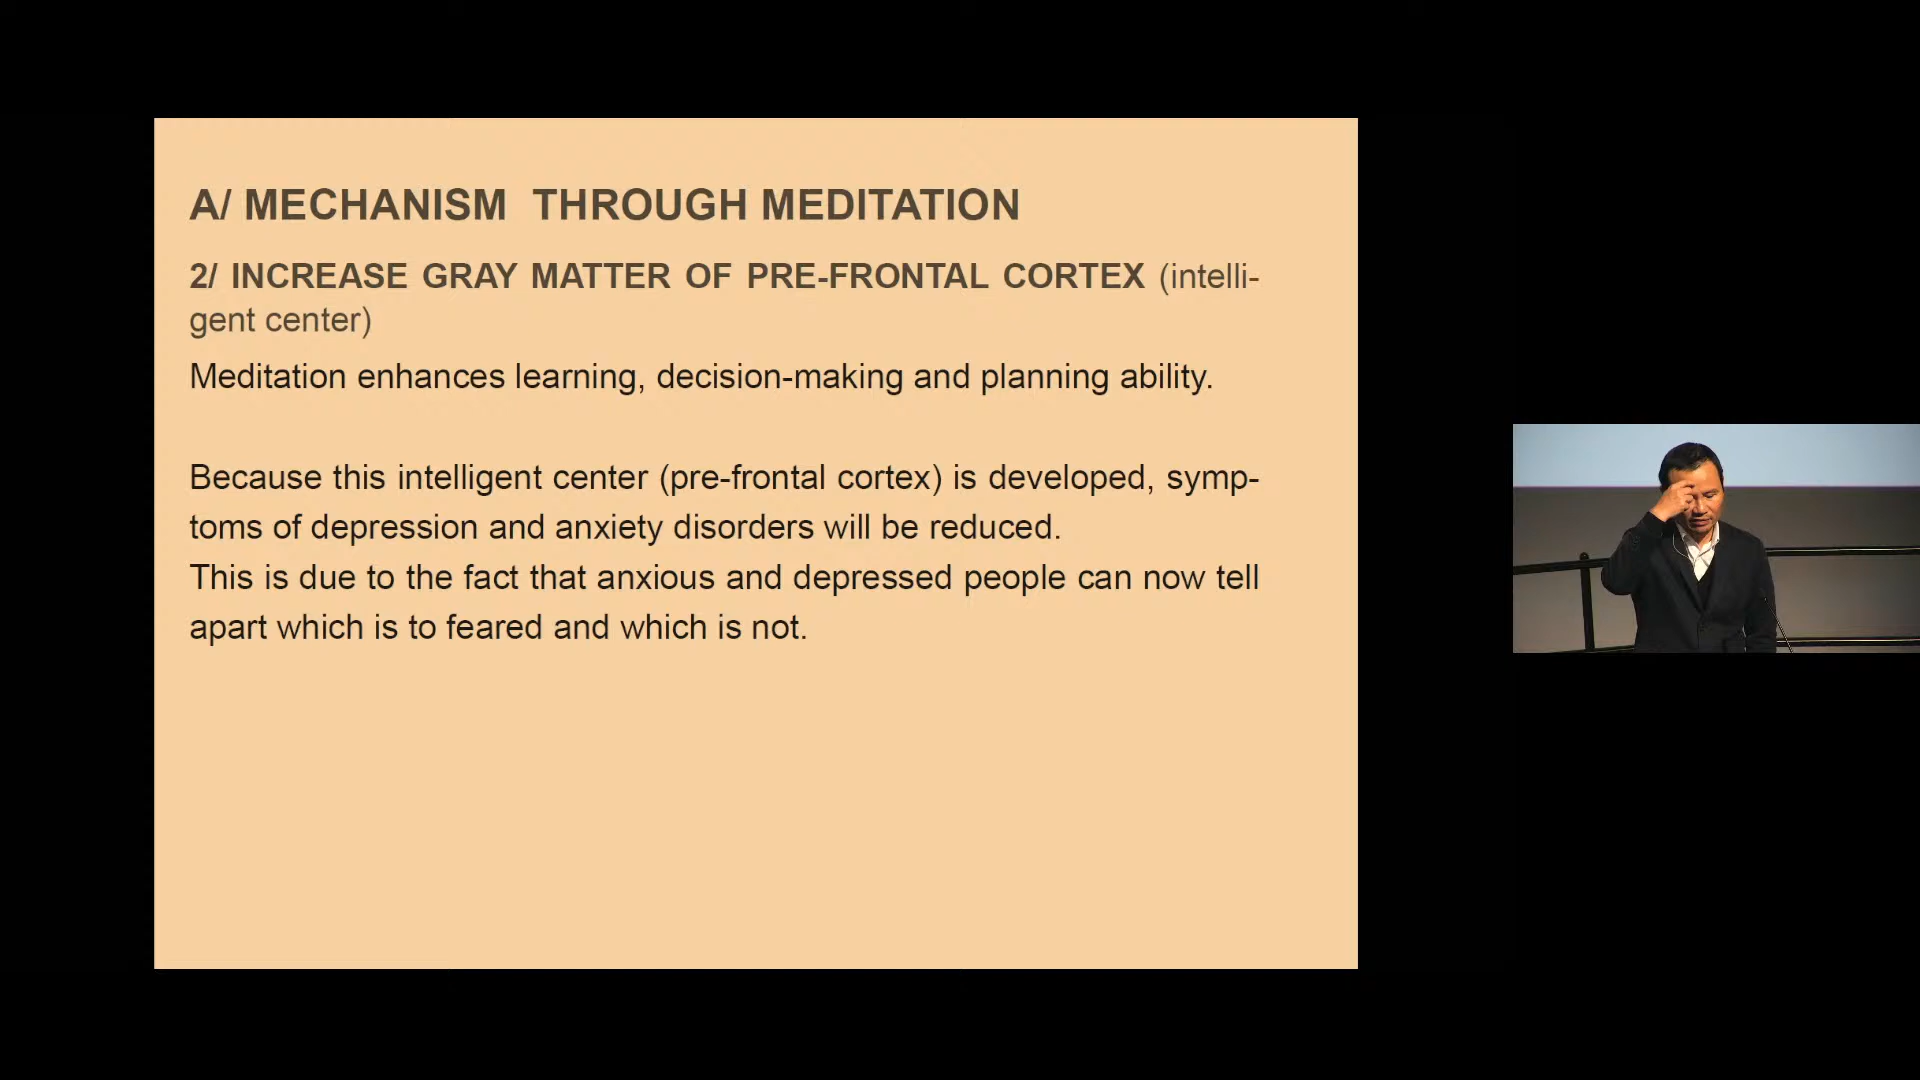 A/ MECHANISM THROUGH MEDITATION
2/ INCREASE GRAY MATTER OF PRE-FRONTAL CORTEX (intelli-
gent center)
Meditation enhances learning, decision-making and planning ability.
Because this intelligent center (pre-frontal cortex) is developed, symp-
toms of depression and anxiety disorders will be reduced.
This is due to the fact that anxious and depressed people can now tell
apart which is to feared and which is not.